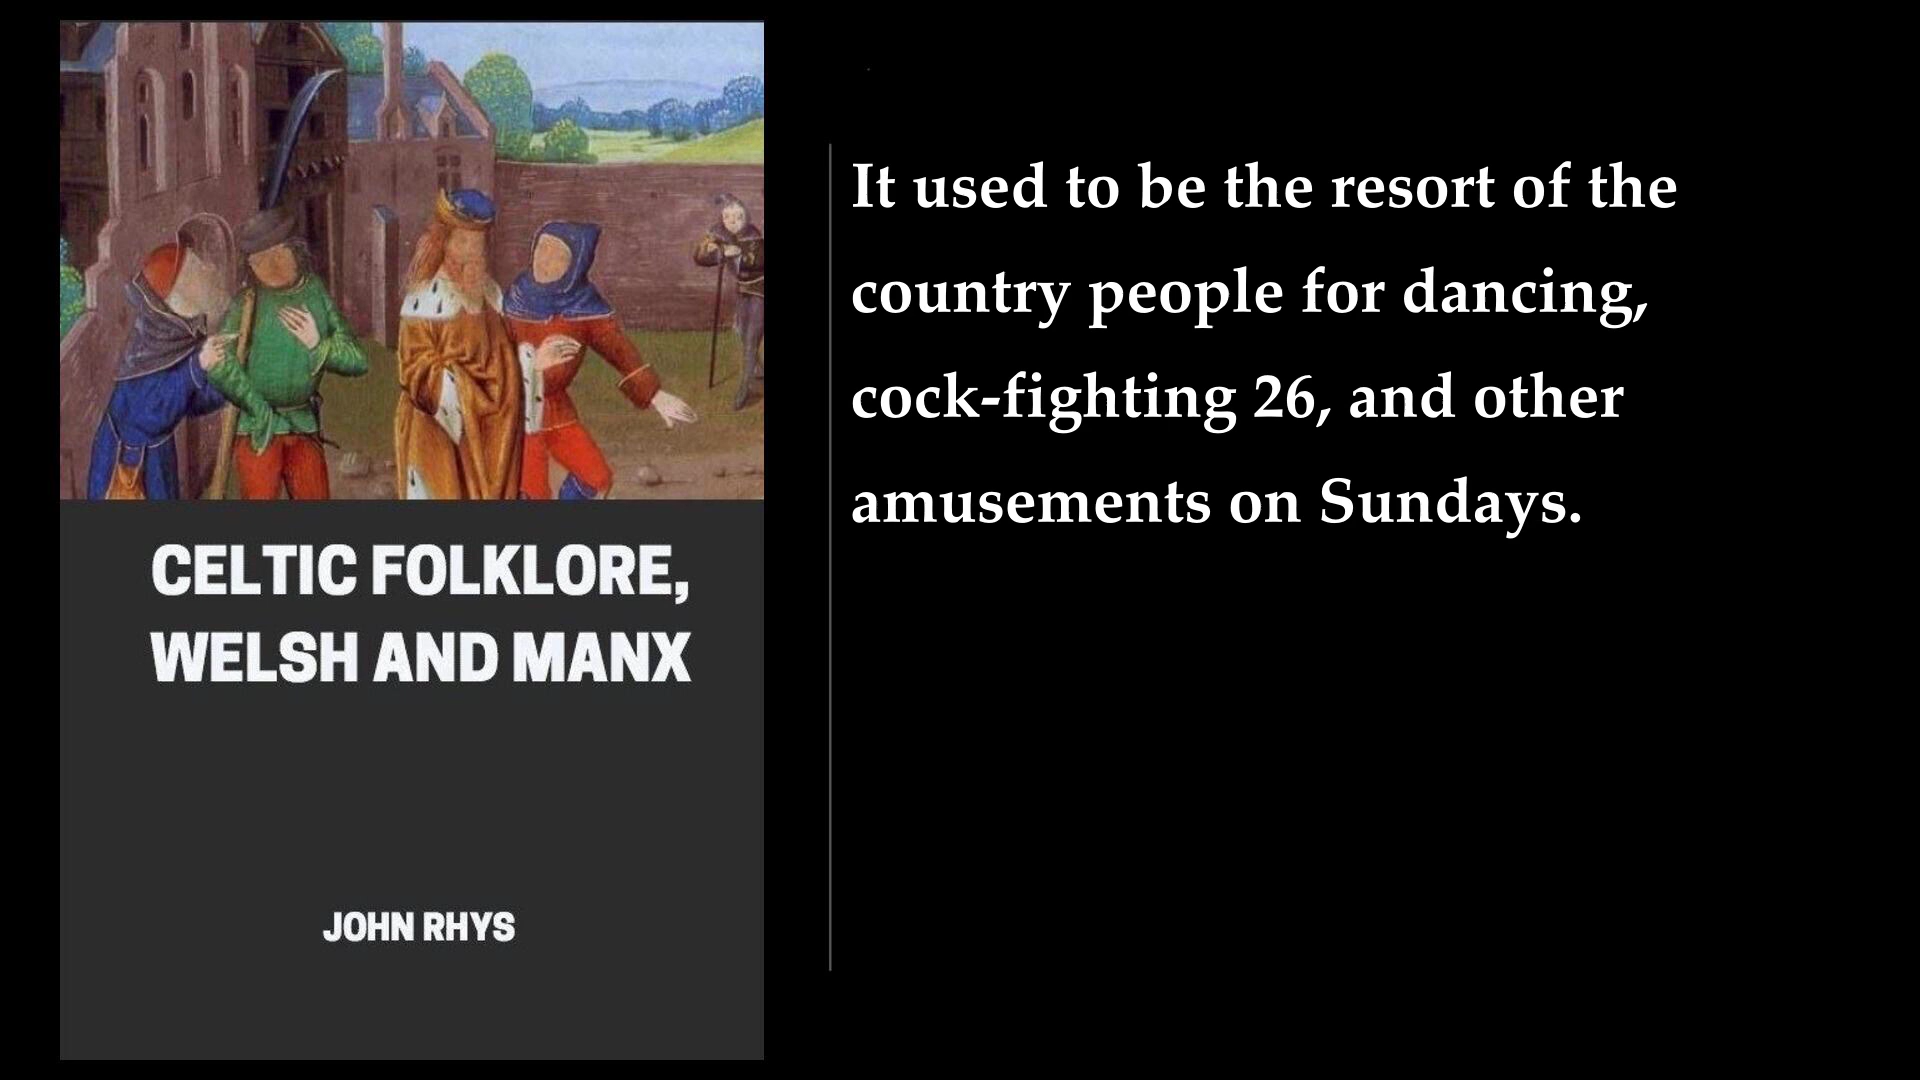 CELTIC FOLKLORE,
WELSH AND MANX
JOHN RHYS
It used to be the resort of the
country people for dancing,
cock-fighting 26, and other
amusements on Sundays.